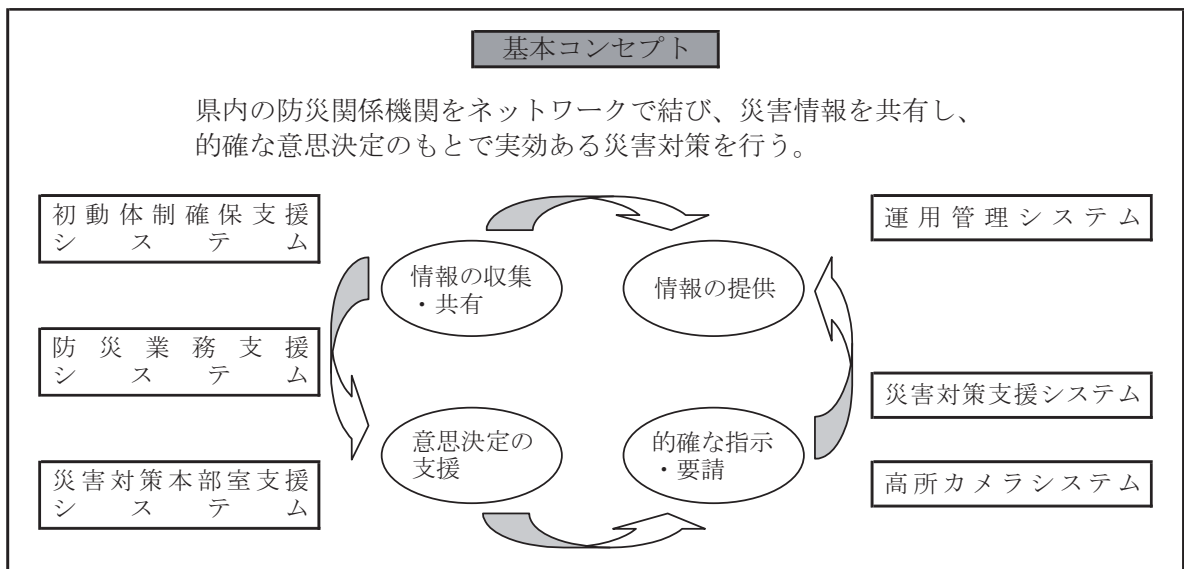 基本コンセプト
県内の防災関係機関をネットワークで結び、災害情報を共有し、
的確な意思決定のもとで実効ある災害対策を行う。
初動体制確保支援
システム
運用管理システム
情報の収集
・共有
情報の提供
防災業務支援
システム
災害対策支援システム
意思決定の
支援
的確な指示
・要請
災害対策本部室支援
システム
高所カメラシステム